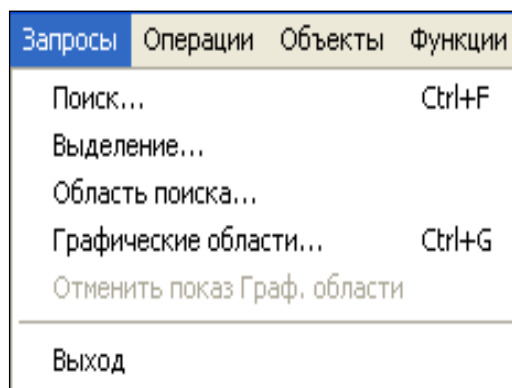 Запросы Операции Объекты Функции
Поиск... Ctrl+F
Выделение...
Область поиска...
Графические области... Ctrl+G
Отменить показ Граф. области
Выход